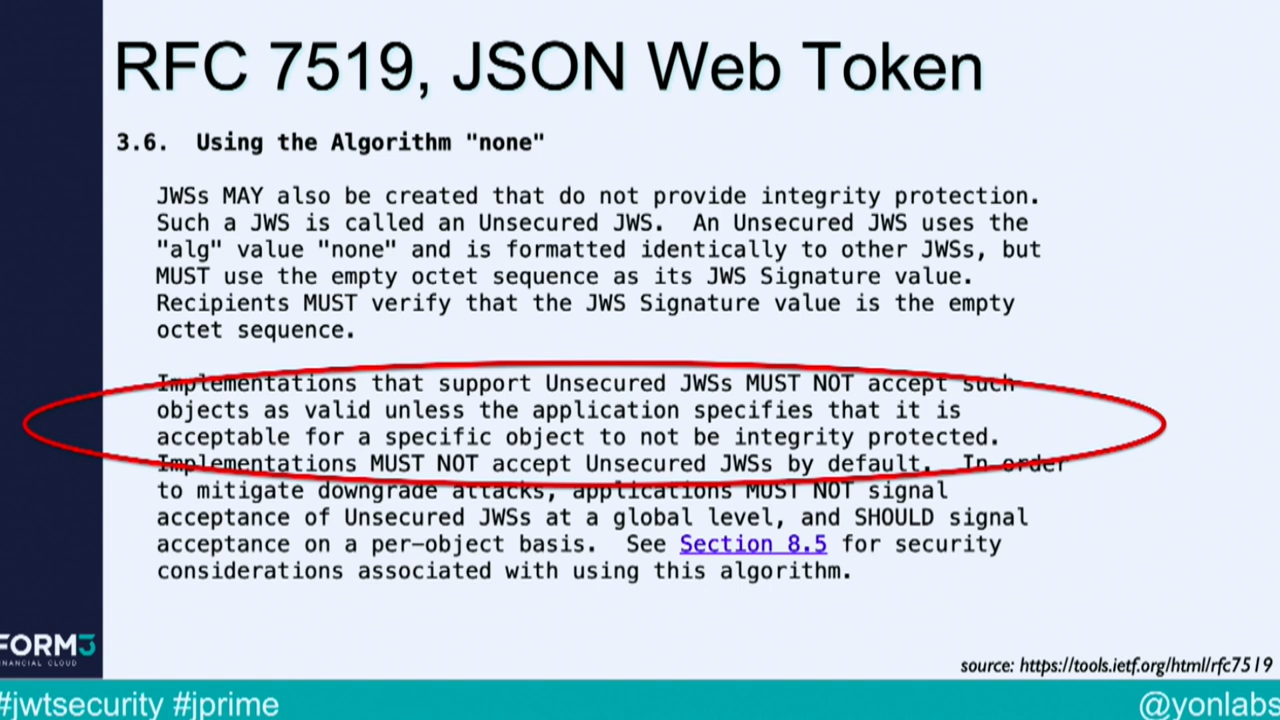 RFC 7519, JSON Web Token
3.6. Using the Algorithm "none"
JWSs MAY also be created that do not provide integrity protection.
Such a JWS is called an Unsecured JWS. An Unsecured JWS uses the
"alg" value "none" and is formatted identically to other JWSs, but
MUST use the empty octet sequence as its JWS Signature value.
Recipients MUST verify that the JWS Signature value is the empty
octet sequence.
Implementations that support Unsecured JWSs MUST NOT accept such
objects as valid unless the application specifies that it is
acceptable for a specific object to not be integrity protected.
Implementations MUST NOT accept Unsecured JWSs by default. In order
to mitigate downgrade attacks, applications MUST NOT signal
acceptance of Unsecured JWSs at a global level, and SHOULD signal
acceptance on a per-object basis. See Section 8.5 for security
considerations associated with using this algorithm.
FORM3
FINANCIAL CLOUD
source: https://tools.ietf.org/html/rfc7519
#jwtsecurity #jprime
@yonlabs